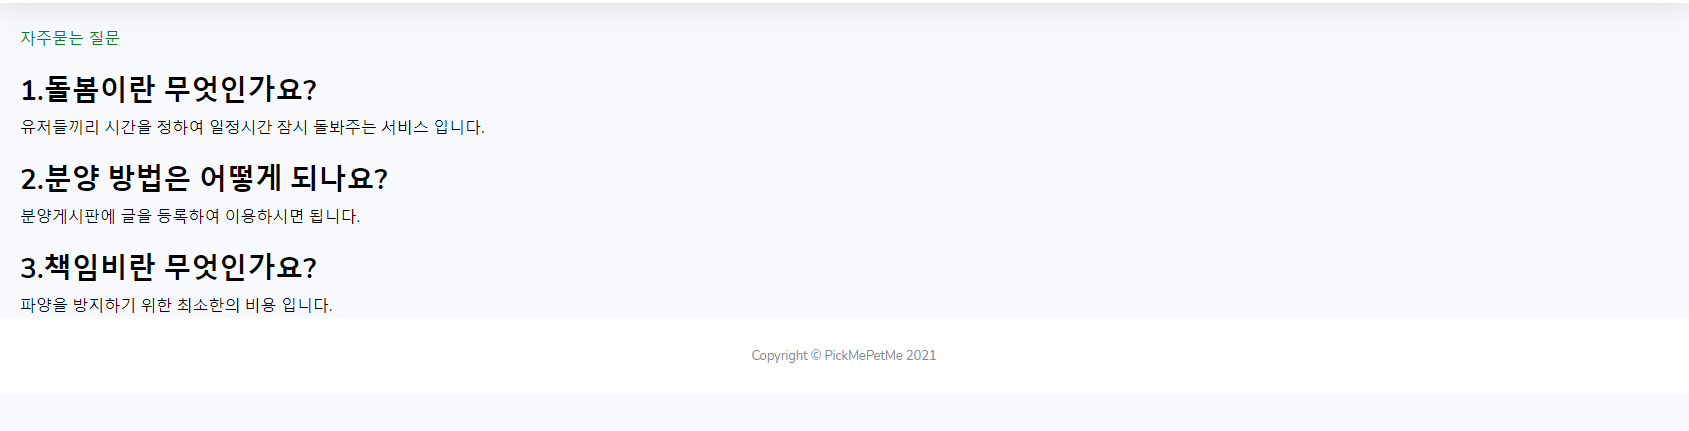 자주묻는 질문
1.돌봄이란 무엇인가요?
유저들끼리 시간을 정하여 일정시간 잠시 돌봐주는 서비스 입니다.
2.분양 방법은 어떻게 되나요?
분양게시판에 글을 등록하여 이용하시면 됩니다.
3.책임비란 무엇인가요?
파양을 방지하기 위한 최소한의 비용 입니다.
Copyright © PickMePetMe 2021